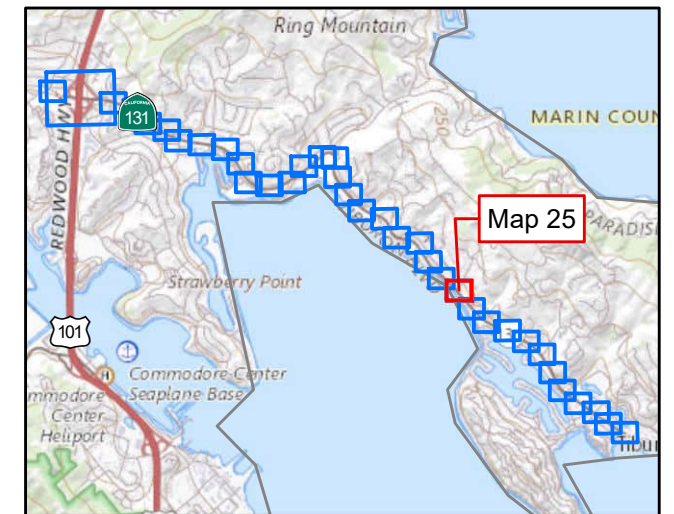 Ring Mountain
CALIFORNIA
131
MARIN COUN
REDWOOD HWY
250
Map 25
PARADIS
Strawberry Point
101
Commodore Center
Seaplane Base
H
mmodore
Center
Heliport
Tibur